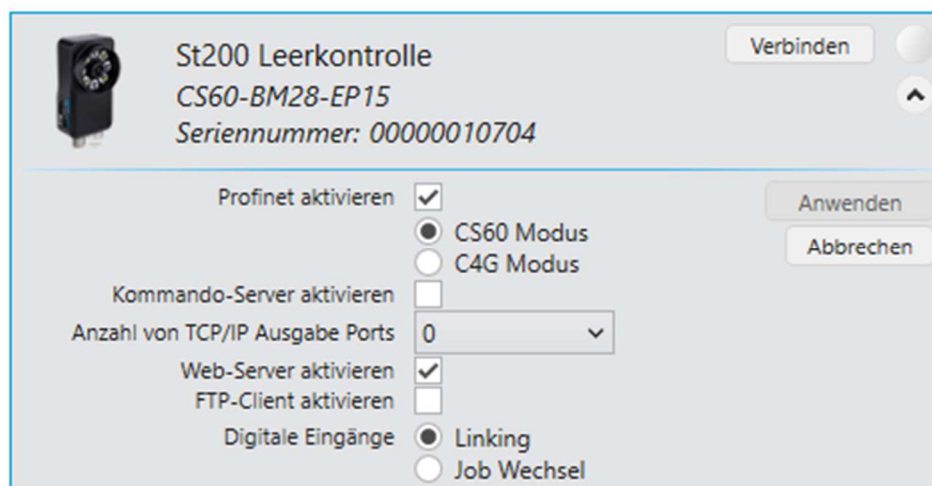 St200 Leerkontrolle
Verbinden
CS60-BM28-EP15
Seriennummer: 00000010704
Profinet aktivieren
Anwenden
CS60 Modus
Abbrechen
C4G Modus
Kommando-Server aktivieren
Anzahl von TCP/IP Ausgabe Ports 0
Web-Server aktivieren
FTP-Client aktivieren
Digitale Eingänge Linking
Job Wechsel